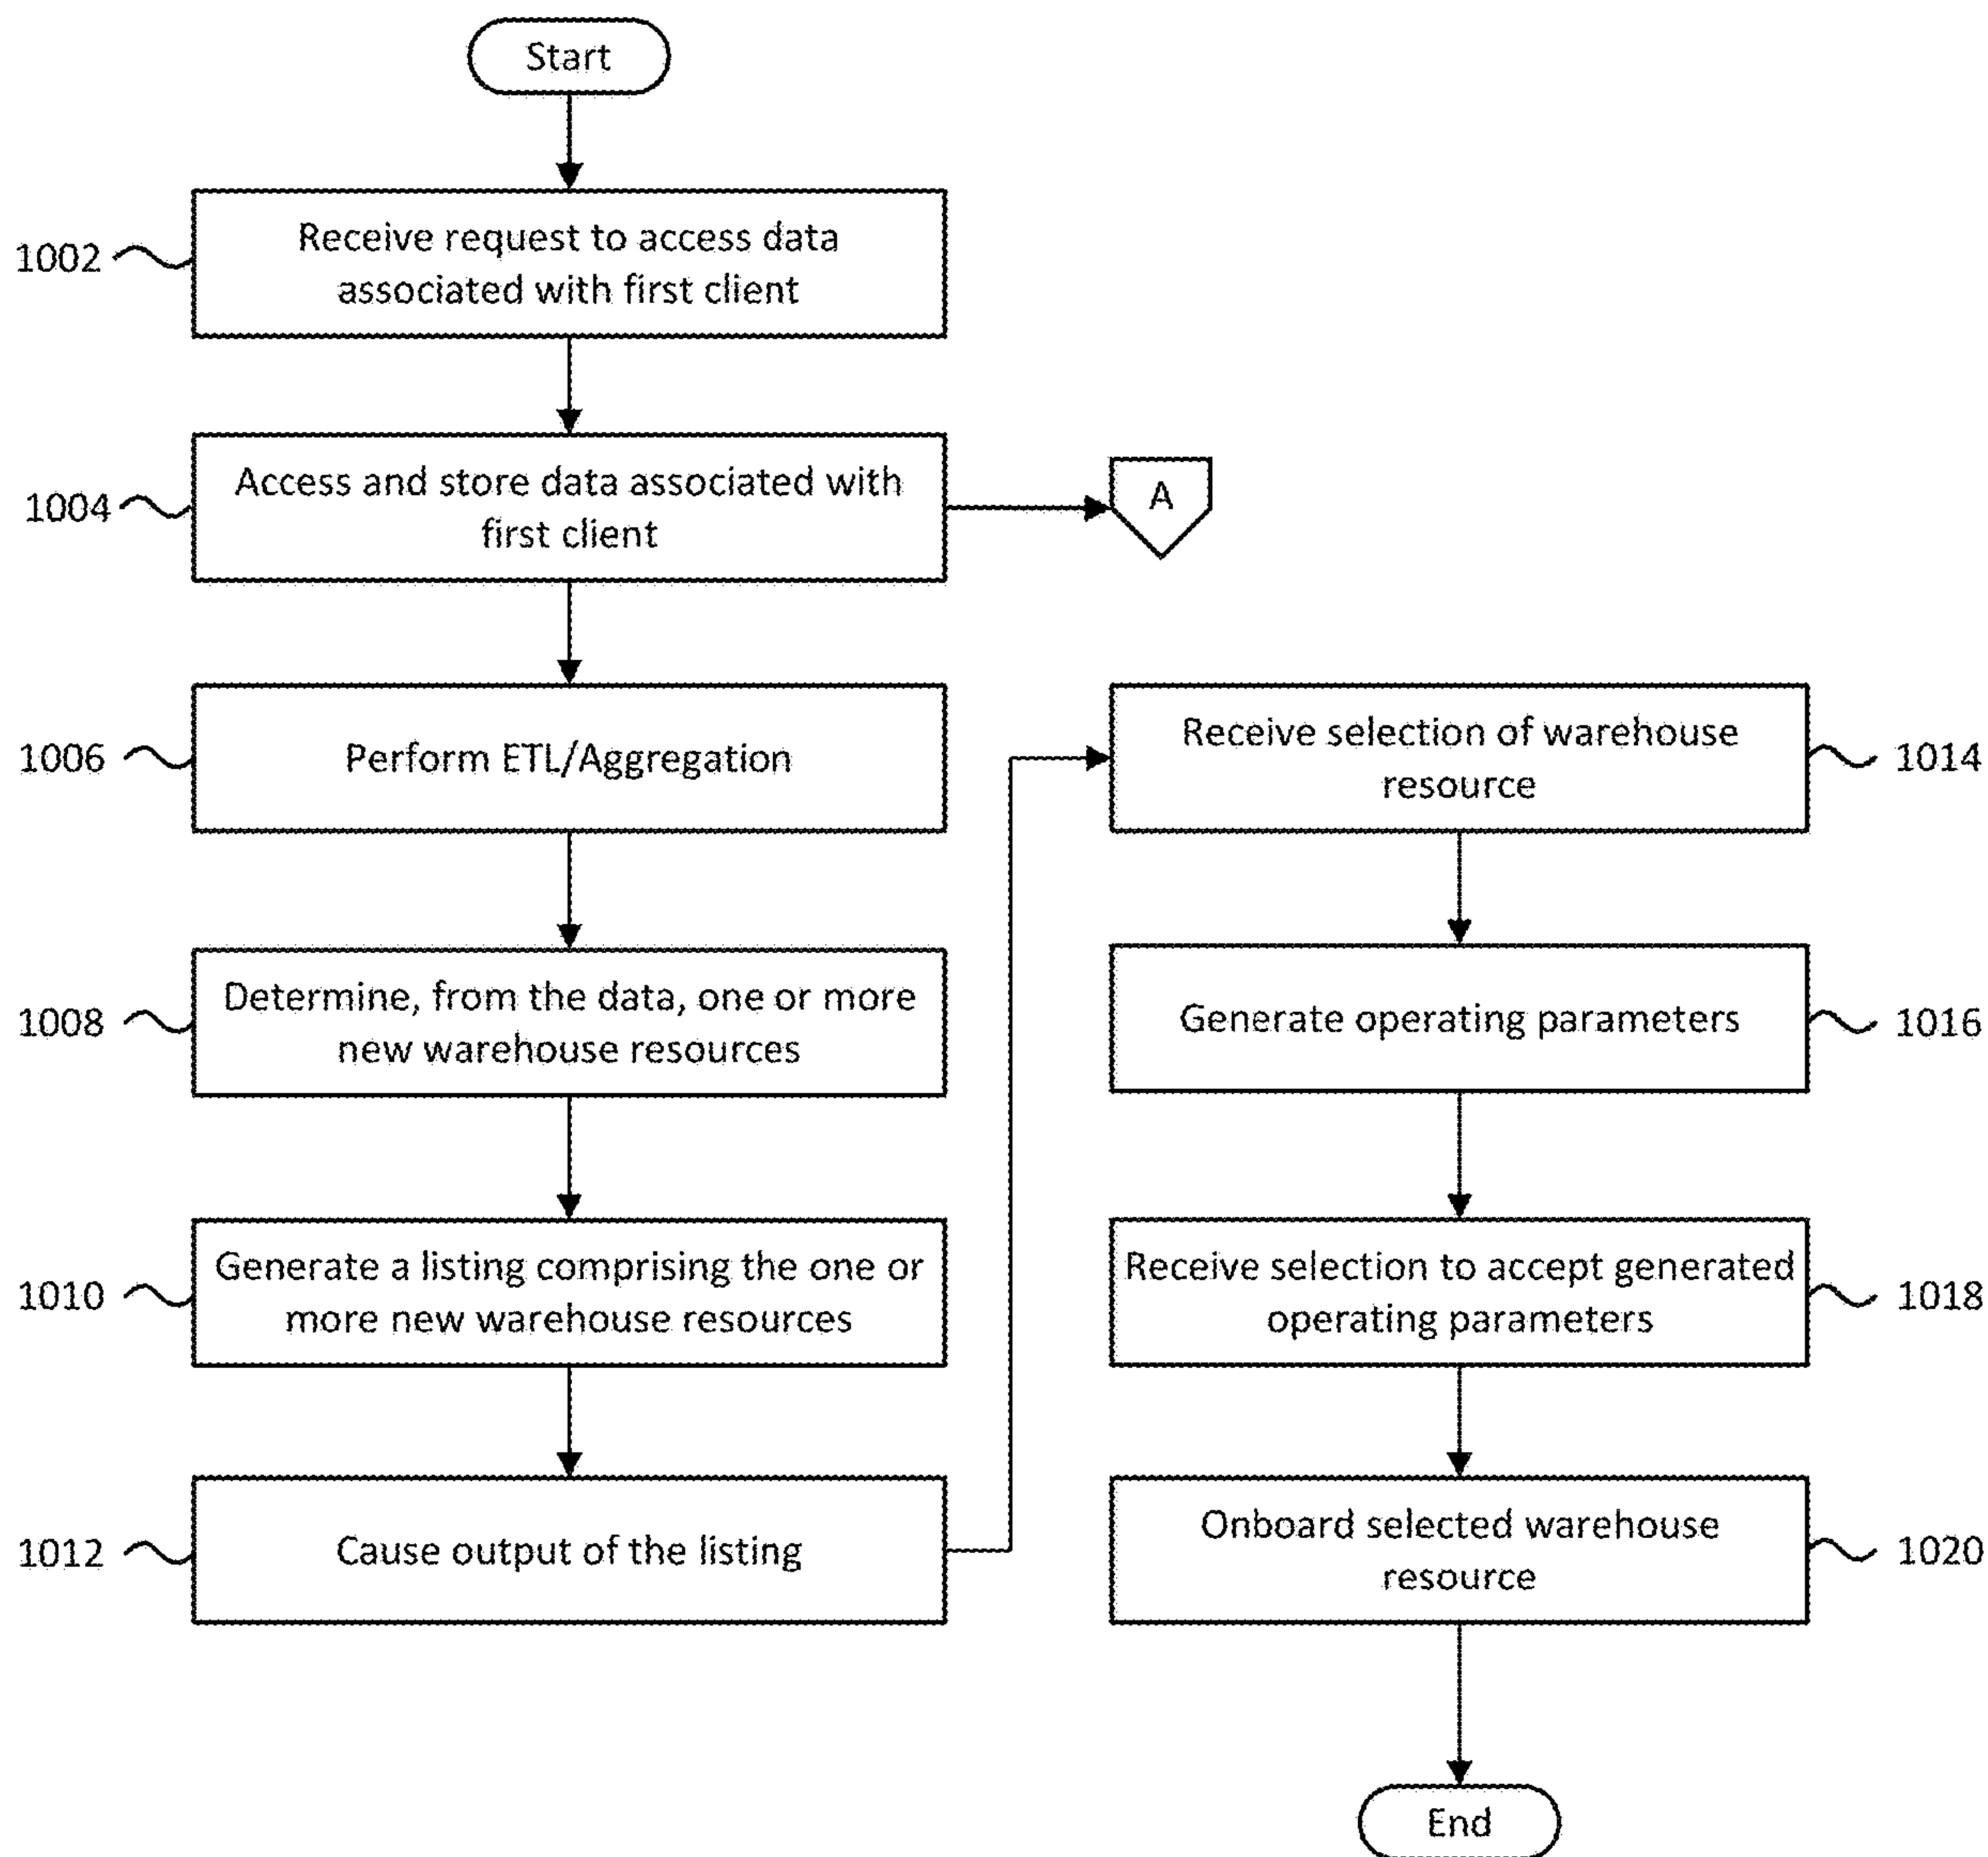 Start
1002
Receive request to access data
associated with first client
1004
Access and store data associated with
first client
A
1006
Perform ETL/Aggregation
1008
Determine, from the data, one or more
new warehouse resources
1010
Generate a listing comprising the one or
more new warehouse resources
1012
Cause output of the listing
Receive selection of warehouse
resource
1014
Generate operating parameters
1016
Receive selection to accept generated
operating parameters
1018
Onboard selected warehouse
resource
1020
End